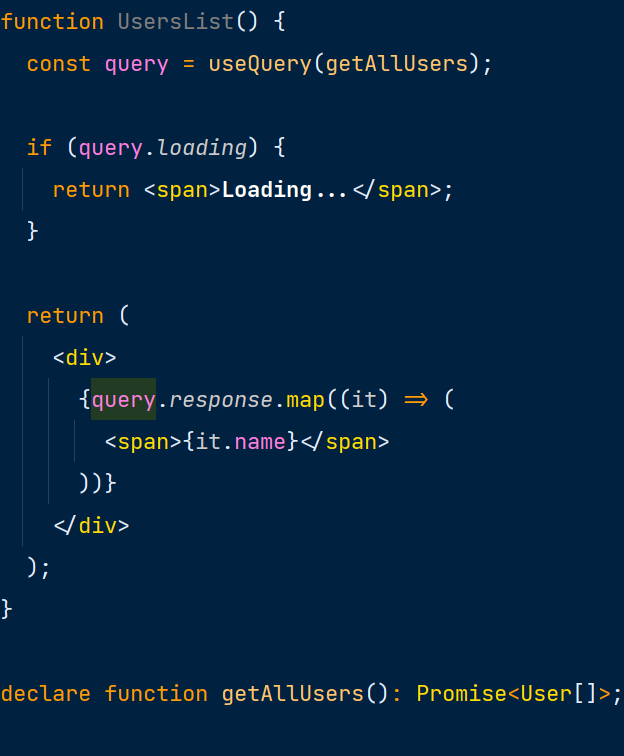 function UsersList() {
  const query = useQuery(getAllUsers);

  if (query.loading) {
    return <span>Loading...</span>;
  }

  return (
    <div>
      {query.response.map((it) => (
        <span>{it.name}</span>
      ))}
    </div>
  );
}

declare function getAllUsers(): Promise<User[]>;